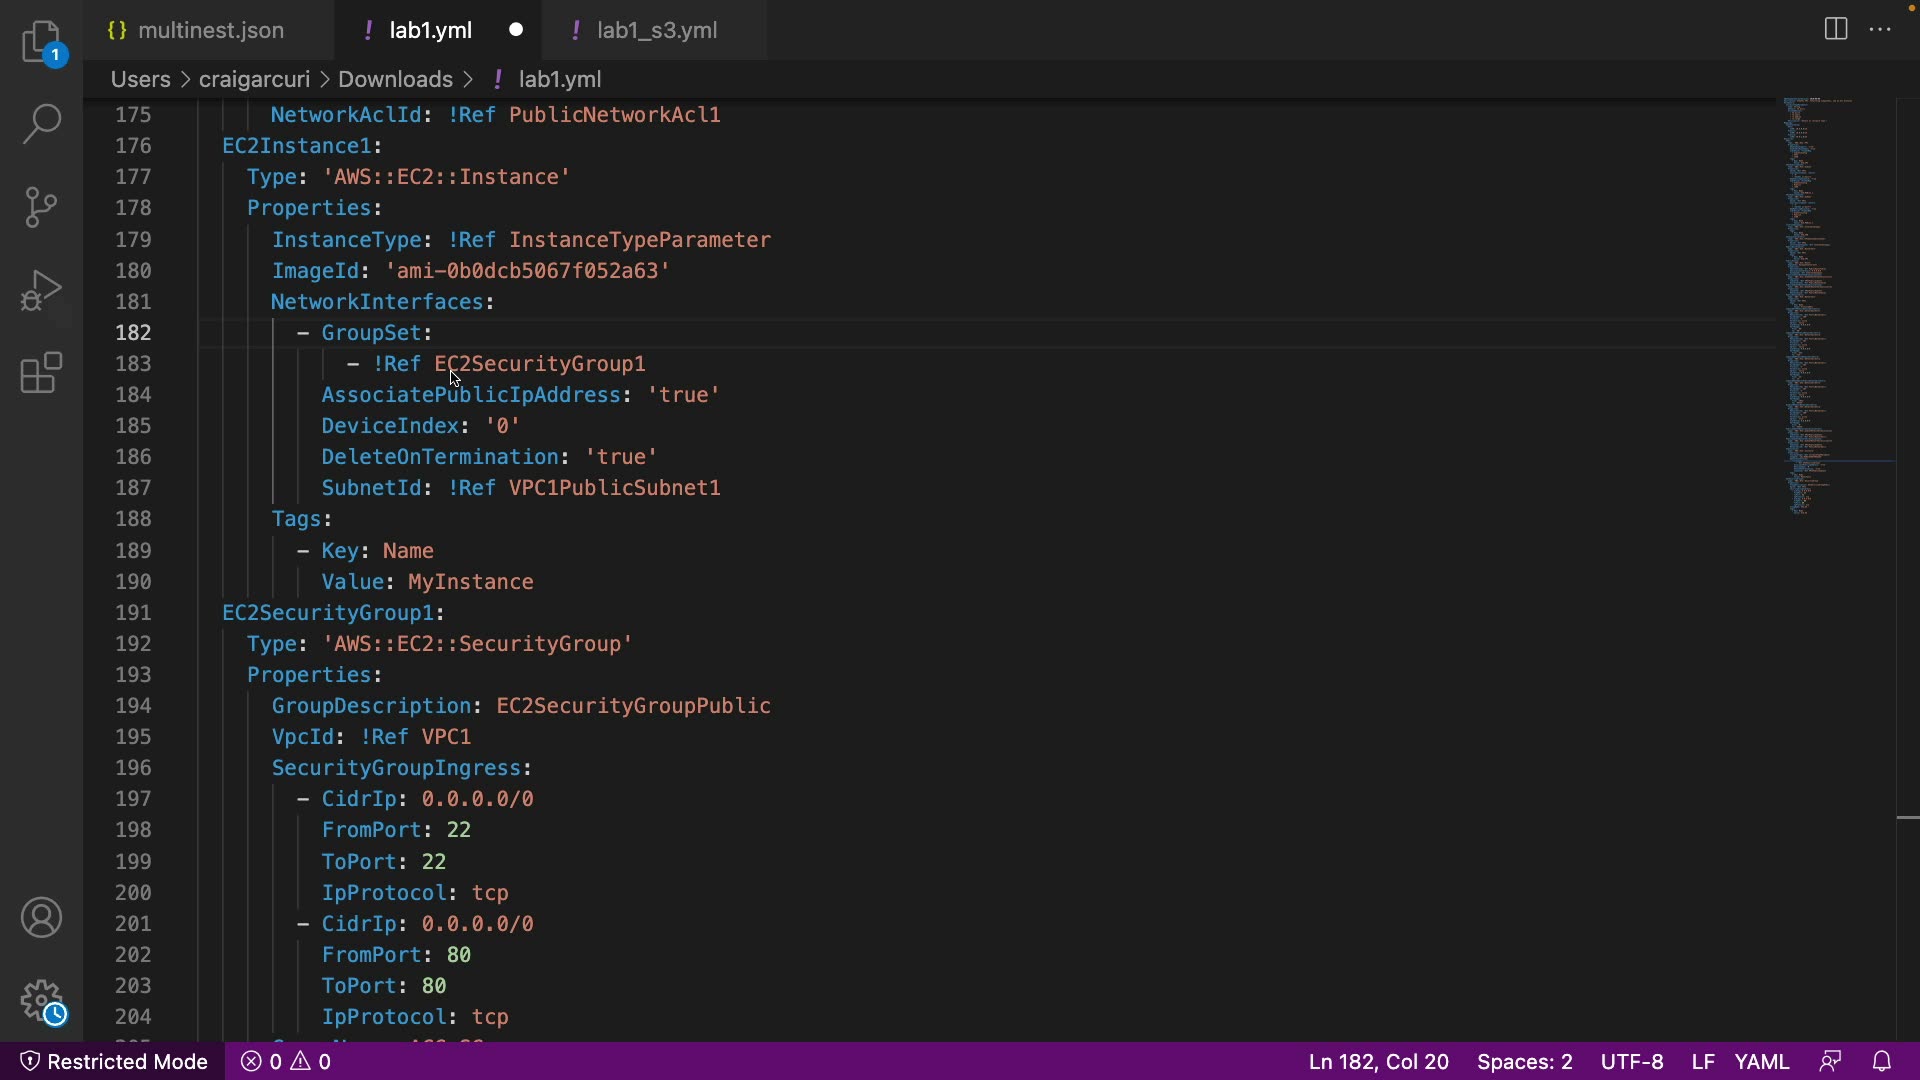 multinest.json
lab1.yml
lab1_s3.yml
1
Users > craigarcuri > Downloads > lab1.yml
175 NetworkAclId: !Ref PublicNetworkAcl1
176 EC2Instance1:
177 Type: 'AWS::EC2::Instance'
178 Properties:
179 InstanceType: !Ref InstanceTypeParameter
180 ImageId: 'ami-0b0dcb5067f052a63'
181 NetworkInterfaces:
182 - GroupSet:
183 - !Ref EC2SecurityGroup1
184 AssociatePublicIpAddress: 'true'
185 DeviceIndex: '0'
186 DeleteOnTermination: 'true'
187 SubnetId: !Ref VPC1PublicSubnet1
188 Tags:
189 - Key: Name
190 Value: MyInstance
191 EC2SecurityGroup1:
192 Type: 'AWS::EC2::SecurityGroup'
193 Properties:
194 GroupDescription: EC2SecurityGroupPublic
195 VpcId: !Ref VPC1
196 SecurityGroupIngress:
197 - CidrIp: 0.0.0.0/0
198 FromPort: 22
199 ToPort: 22
200 IpProtocol: tcp
201 - CidrIp: 0.0.0.0/0
202 FromPort: 80
203 ToPort: 80
204 IpProtocol: tcp
Restricted Mode 0 0 Ln 182, Col 20 Spaces: 2 UTF-8 LF YAML